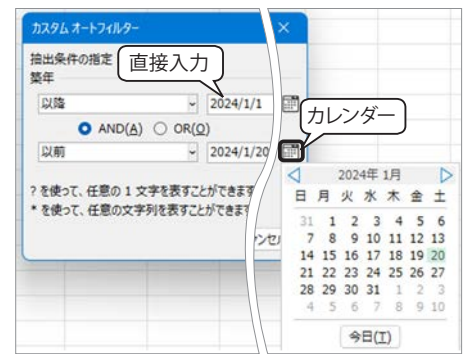 カスタム オートフィルター
抽出条件の指定
直接入力
築年
以降 2024/1/1
カレンダー
AND(A) OR(O)
以前 2024/1/20
? を使って、任意の 1 文字を表すことができます
* を使って、任意の文字列を表すことができます
ンセル
2024年 1月
日 月 火 水 木 金 土
31 1 2 3 4 5 6
7 8 9 10 11 12 13
14 15 16 17 18 19 20
21 22 23 24 25 26 27
28 29 30 31 1 2 3
4 5 6 7 8 9 10
今日(T)